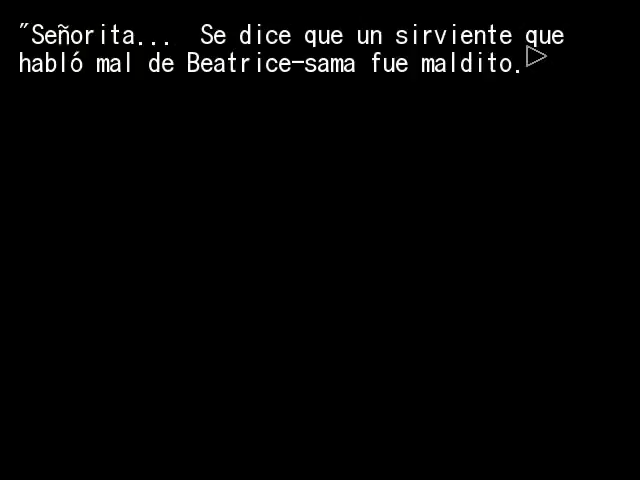 "Señorita...  Se dice que un sirviente que
habló mal de Beatrice-sama fue maldito.